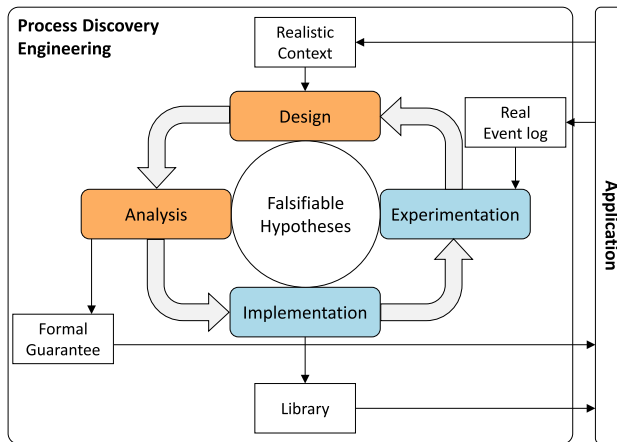 Process Discovery
Engineering
Realistic
Context
Design
Real
Event log
Analysis
Falsifiable
Hypotheses
Experimentation
Application
Implementation
Formal
Guarantee
Library